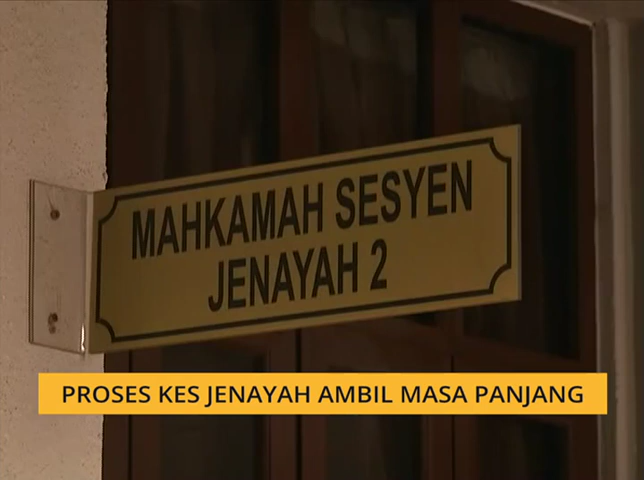 MAHKAMAH SESYEN
JENAYAH 2
PROSES KES JENAYAH AMBIL MASA PANJANG